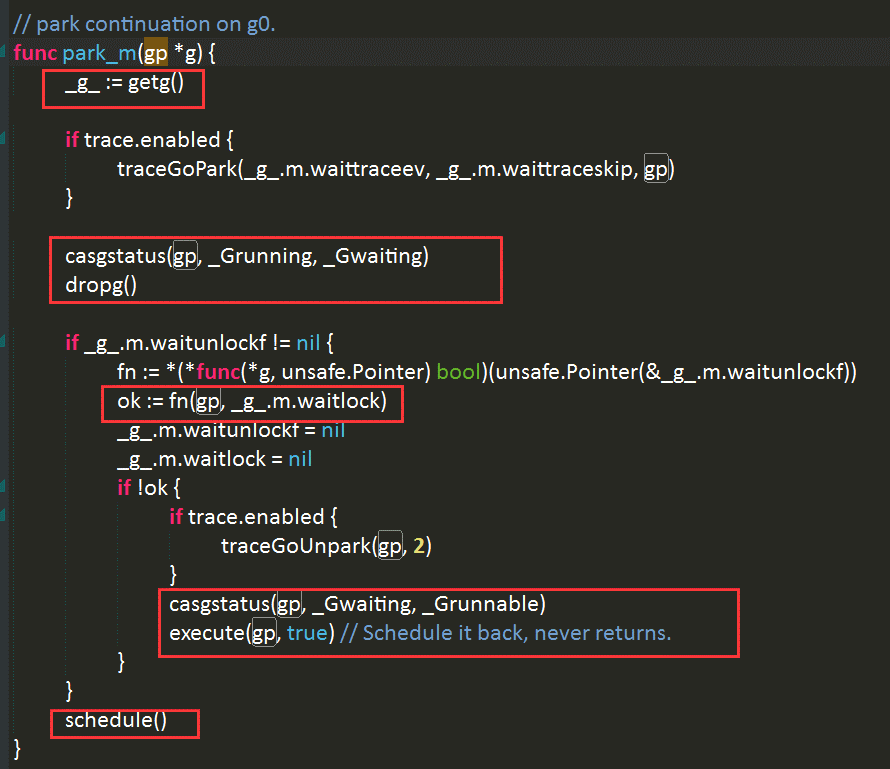 // park continuation on g0.
func park_m(gp *g) {
_g_ := getg()
if trace.enabled {
traceGoPark(_g_.m.waittraceev, _g_.m.waittraceskip, gp)
}
casgstatus(gp, _Grunning, _Gwaiting)
dropg()
if _g_.m.waitunlockf != nil {
fn := *(*func(*g, unsafe.Pointer) bool)(unsafe.Pointer(&_g_.m.waitunlockf))
ok := fn(gp, _g_.m.waitlock)
_g_.m.waitunlockf = nil
_g_.m.waitlock = nil
if !ok {
if trace.enabled {
traceGoUnpark(gp, 2)
}
casgstatus(gp, _Gwaiting, _Grunnable)
execute(gp, true) // Schedule it back, never returns.
}
}
schedule()
}